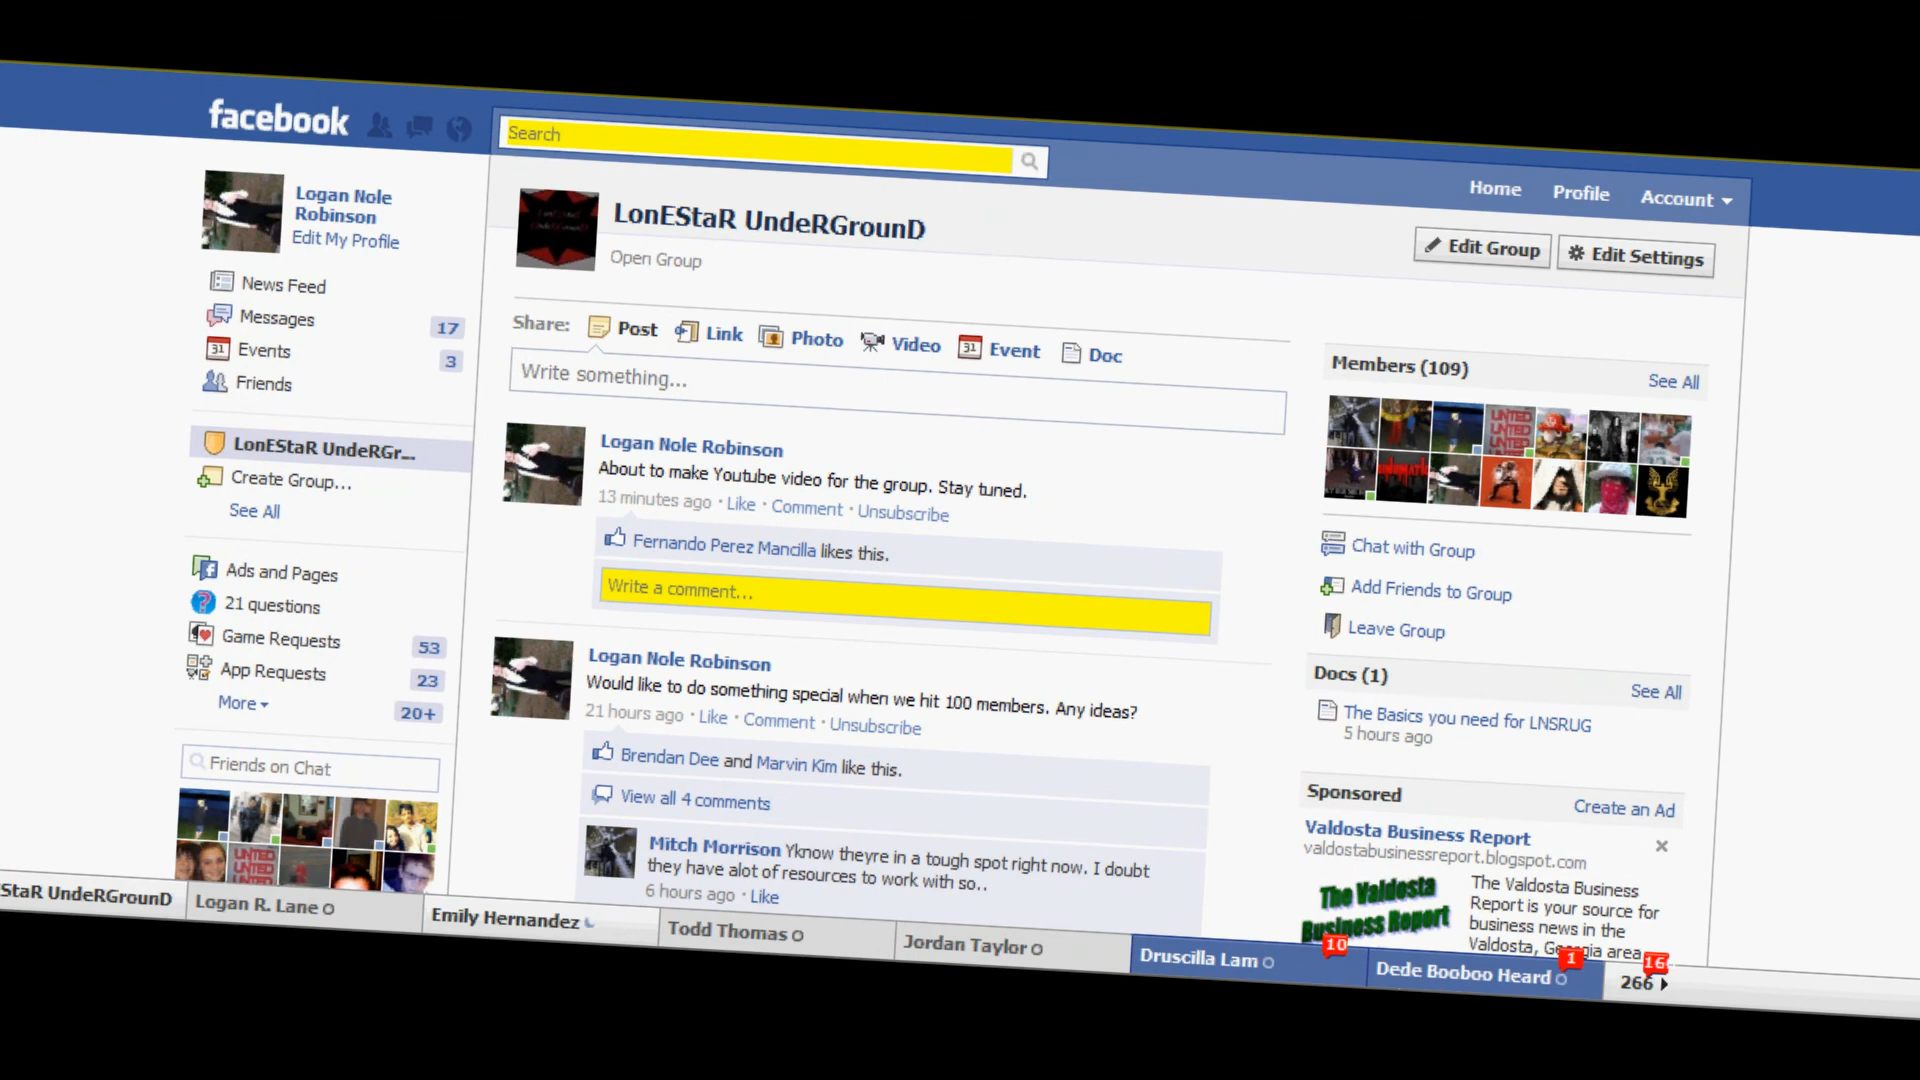 facebook
Search
Home Profile Account
Logan Nole
Robinson
Edit My Profile
News Feed
Messages 17
Events 3
Friends
LonEStaR UndeRGr...
Create Group...
See All
Ads and Pages
21 questions
Game Requests 53
App Requests 23
More 20+
Friends on Chat
LonEStaR UndeRGrounD
Open Group
Edit Group Edit Settings
Share: Post Link Photo Video Event Doc
Write something...
Logan Nole Robinson
About to make Youtube video for the group. Stay tuned.
13 minutes ago · Like · Comment · Unsubscribe
Fernando Perez Mancilla likes this.
Write a comment...
Logan Nole Robinson
Would like to do something special when we hit 100 members. Any ideas?
21 hours ago · Like · Comment · Unsubscribe
Brendan Dee and Marvin Kim like this.
View all 4 comments
Mitch Morrison Yknow theyre in a tough spot right now. I doubt
they have alot of resources to work with so..
6 hours ago · Like
Members (109) See All
UNTED
UNTED
UNTED
Chat with Group
Add Friends to Group
Leave Group
Docs (1) See All
The Basics you need for LNSRUG
5 hours ago
Sponsored Create an Ad
Valdosta Business Report
valdostabusinessreport.blogspot.com
The Valdosta
Business Report
The Valdosta Business
Report is your source for
business news in the
Valdosta, Georgia area
StaR UndeRGrounD
Logan R. Lane
Emily Hernandez
Todd Thomas
Jordan Taylor
Druscilla Lam 10
Dede Booboo Heard 1
266 16